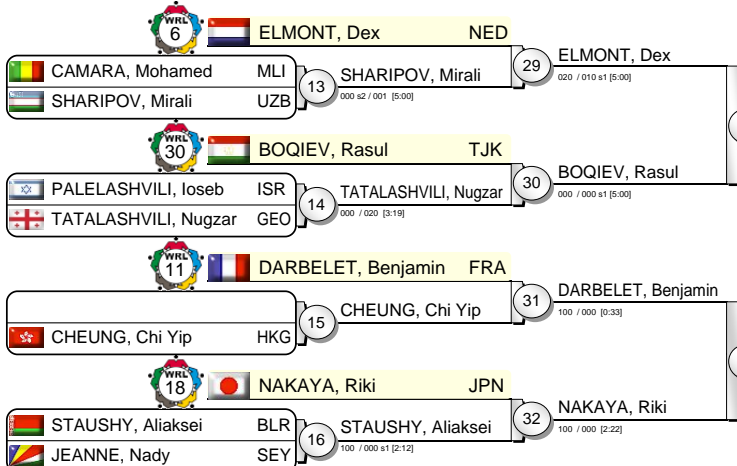 WRL
6
ELMONT, Dex NED
CAMARA, Mohamed MLI
SHARIPOV, Mirali UZB
13
SHARIPOV, Mirali
000 s2 / 001 [5:00]
29
ELMONT, Dex
020 / 010 s1 [5:00]
WRL
30
BOQIEV, Rasul TJK
PALELASHVILI, Ioseb ISR
TATALASHVILI, Nugzar GEO
14
TATALASHVILI, Nugzar
000 / 020 [3:19]
30
BOQIEV, Rasul
000 / 000 s1 [5:00]
WRL
11
DARBELET, Benjamin FRA
CHEUNG, Chi Yip HKG
15
CHEUNG, Chi Yip
31
DARBELET, Benjamin
100 / 000 [0:33]
WRL
18
NAKAYA, Riki JPN
STAUSHY, Aliaksei BLR
JEANNE, Nady SEY
16
STAUSHY, Aliaksei
100 / 000 s1 [2:12]
32
NAKAYA, Riki
100 / 000 [2:22]